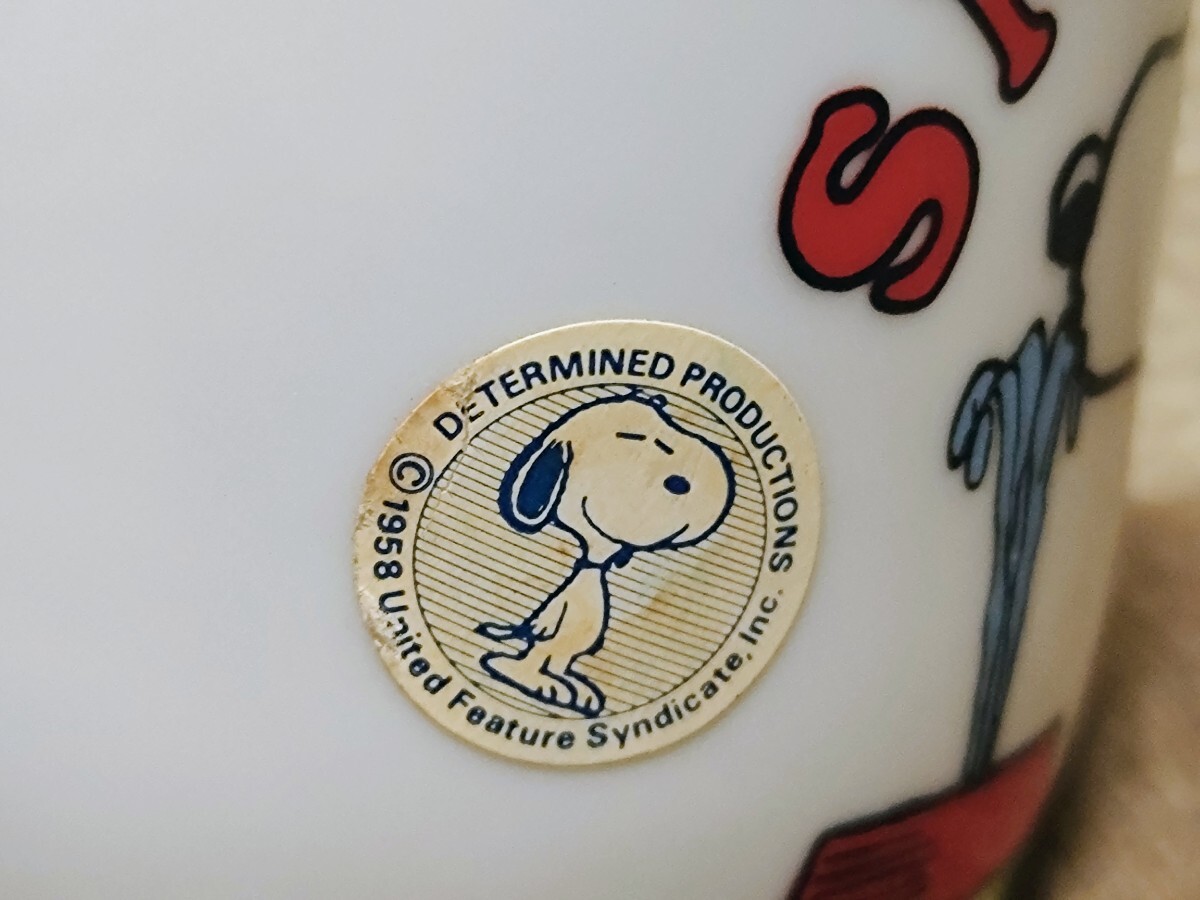 S
DETERMINED PRODUCTIONS
©1958 United Feature Syndicate, Inc.